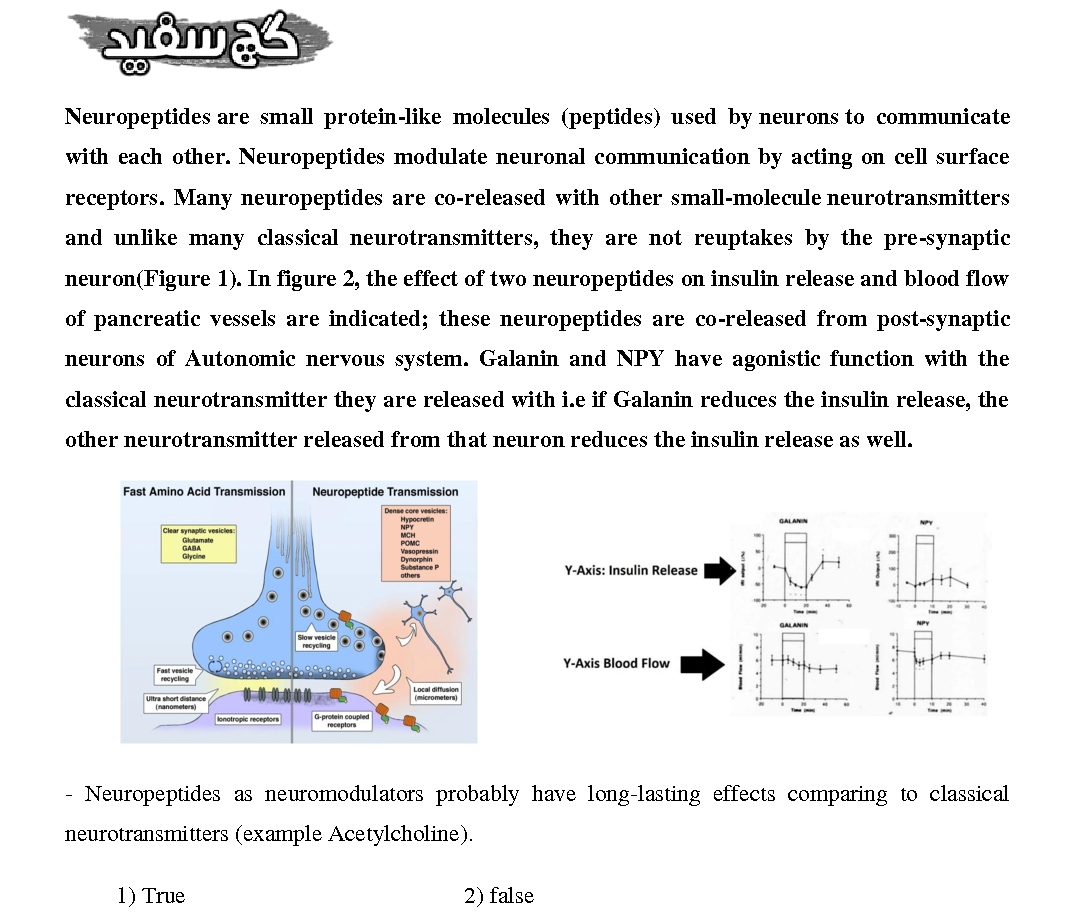 گچ سفید
Neuropeptides are small protein-like molecules (peptides) used by neurons to communicate
with each other. Neuropeptides modulate neuronal communication by acting on cell surface
receptors. Many neuropeptides are co-released with other small-molecule neurotransmitters
and unlike many classical neurotransmitters, they are not reuptakes by the pre-synaptic
neuron(Figure 1). In figure 2, the effect of two neuropeptides on insulin release and blood flow
of pancreatic vessels are indicated; these neuropeptides are co-released from post-synaptic
neurons of Autonomic nervous system. Galanin and NPY have agonistic function with the
classical neurotransmitter they are released with i.e if Galanin reduces the insulin release, the
other neurotransmitter released from that neuron reduces the insulin release as well.
Fast Amino Acid Transmission
Clear synaptic vesicles:
Glutamate
GABA
Glycine
Fast vesicle
recycling
Ultra short distance
(nanometers)
Ionotropic receptors
Neuropeptide Transmission
Dense core vesicles:
Hypocretin
NPY
MCH
POMC
Vasopressin
Dynorphin
Substance P
others
Slow vesicle
recycling
Local diffusion
(micrometers)
G-protein coupled
receptors
Y-Axis: Insulin Release
GALANIN
Time (min)
NPY
Time (min)
Y-Axis Blood Flow
GALANIN
Time (min)
NPY
Time (min)
- Neuropeptides as neuromodulators probably have long-lasting effects comparing to classical
neurotransmitters (example Acetylcholine).
1) True 2) false